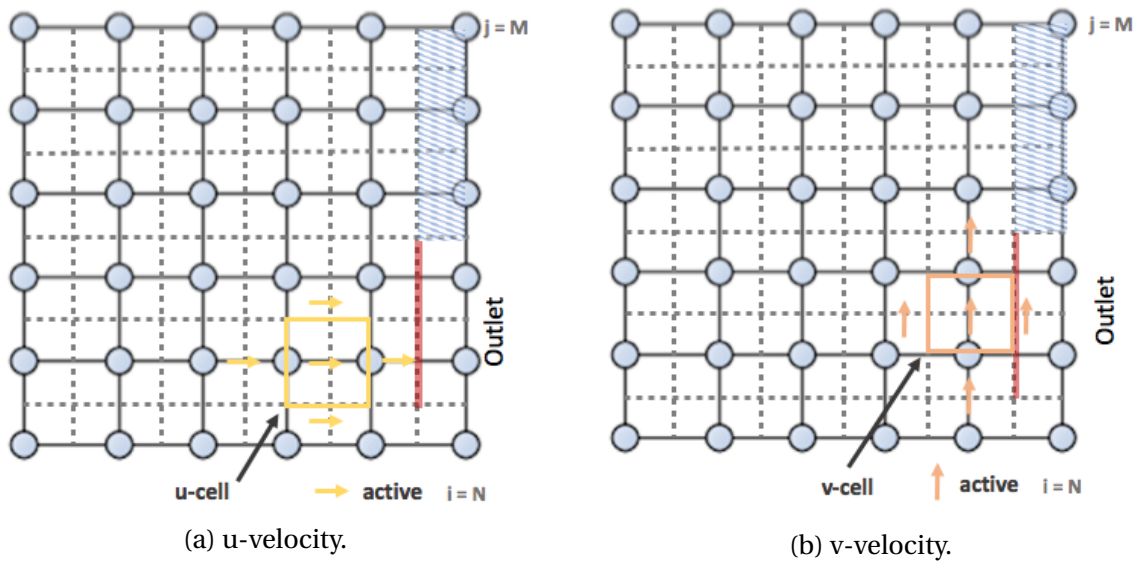 j = M
Outlet
u-cell
active
i = N
(a) u-velocity.
j = M
Outlet
v-cell
active
i = N
(b) v-velocity.